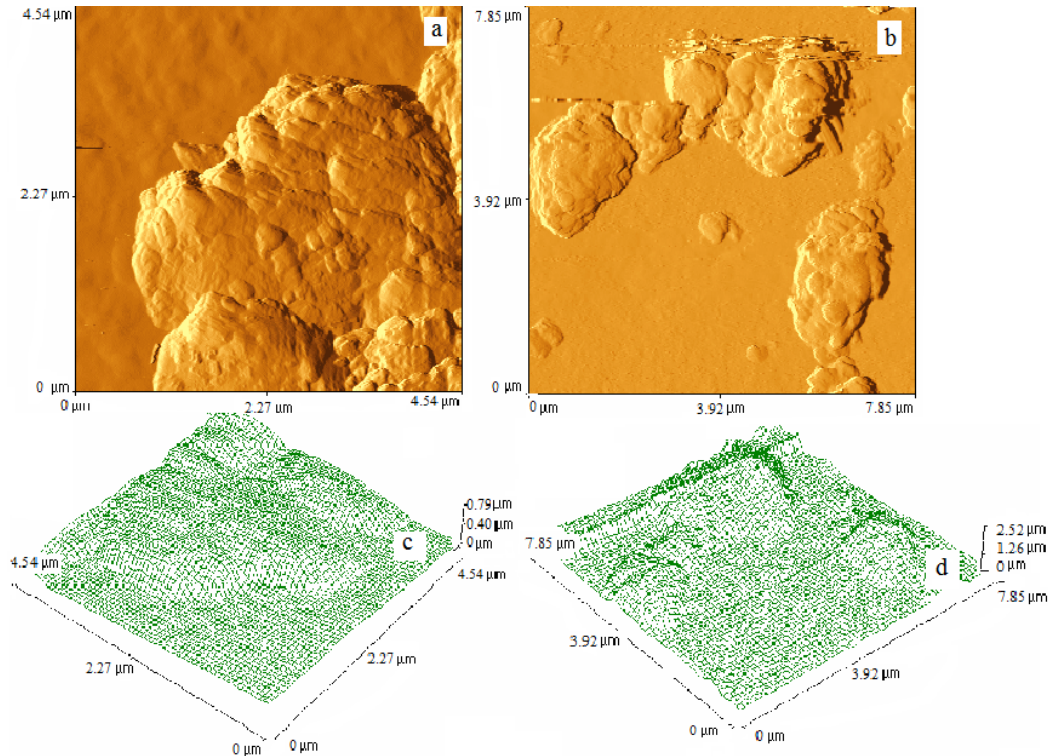 4.54 µm
a
2.27 µm
0 µm
0 µm
2.27 µm
4.54 µm
7.85 µm
b
3.92 µm
0 µm
0 µm
3.92 µm
7.85 µm
0.79 µm
0.40 µm
0 µm
c
4.54 µm
4.54 µm
2.27 µm
2.27 µm
0 µm
0 µm
2.52 µm
1.26 µm
0 µm
d
7.85 µm
7.85 µm
3.92 µm
3.92 µm
0 µm
0 µm